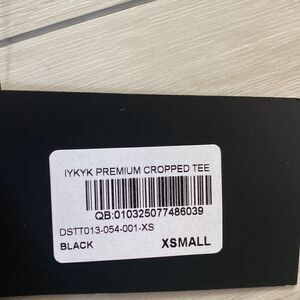 IYKYK PREMIUM CROPPED TEE
QB:010325077486039
DSTT013-054-001-XS
BLACK XSMALL